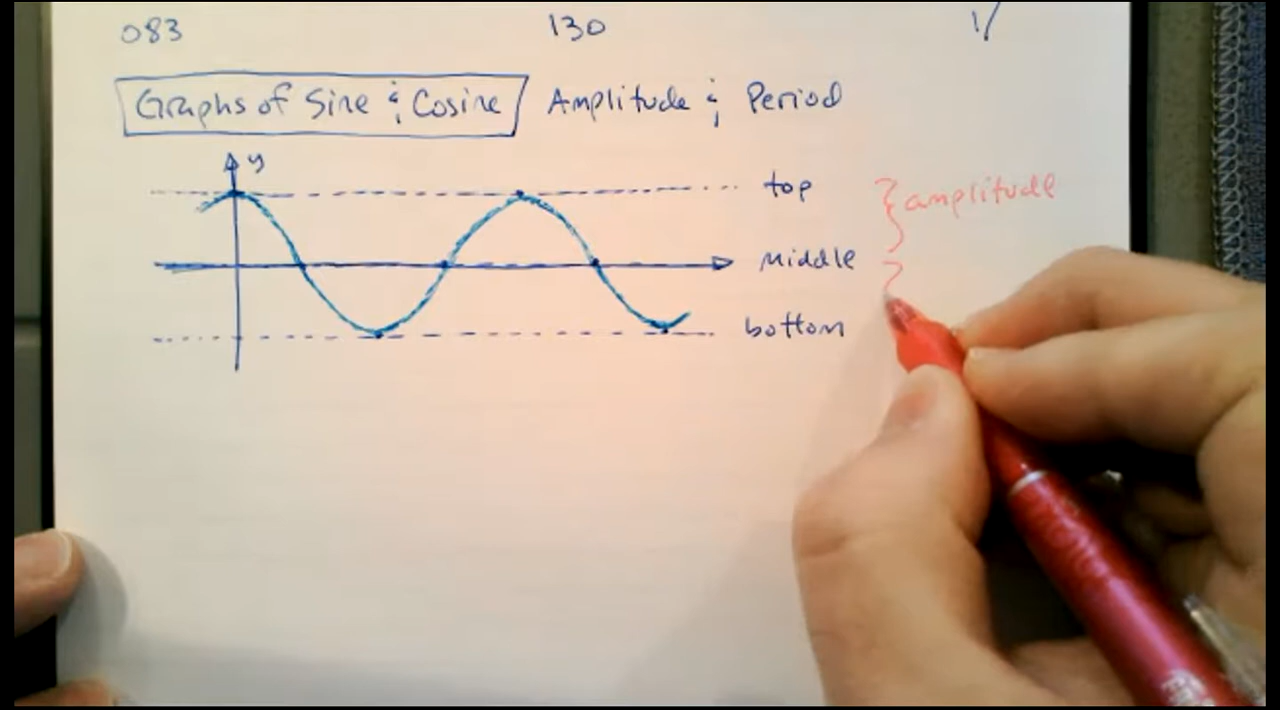 083 130 1/
Graphs of Sine & Cosine Amplitude & Period
y
top
amplitude
middle
bottom